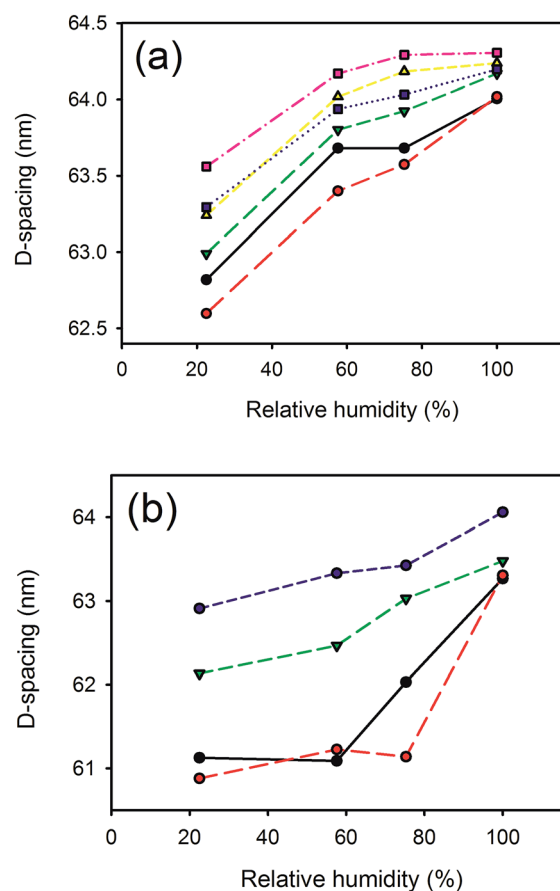 (a)
64.5
64.0
63.5
63.0
62.5
D-spacing (nm)
0 20 40 60 80 100
Relative humidity (%)
(b)
64
63
62
61
D-spacing (nm)
0 20 40 60 80 100
Relative humidity (%)